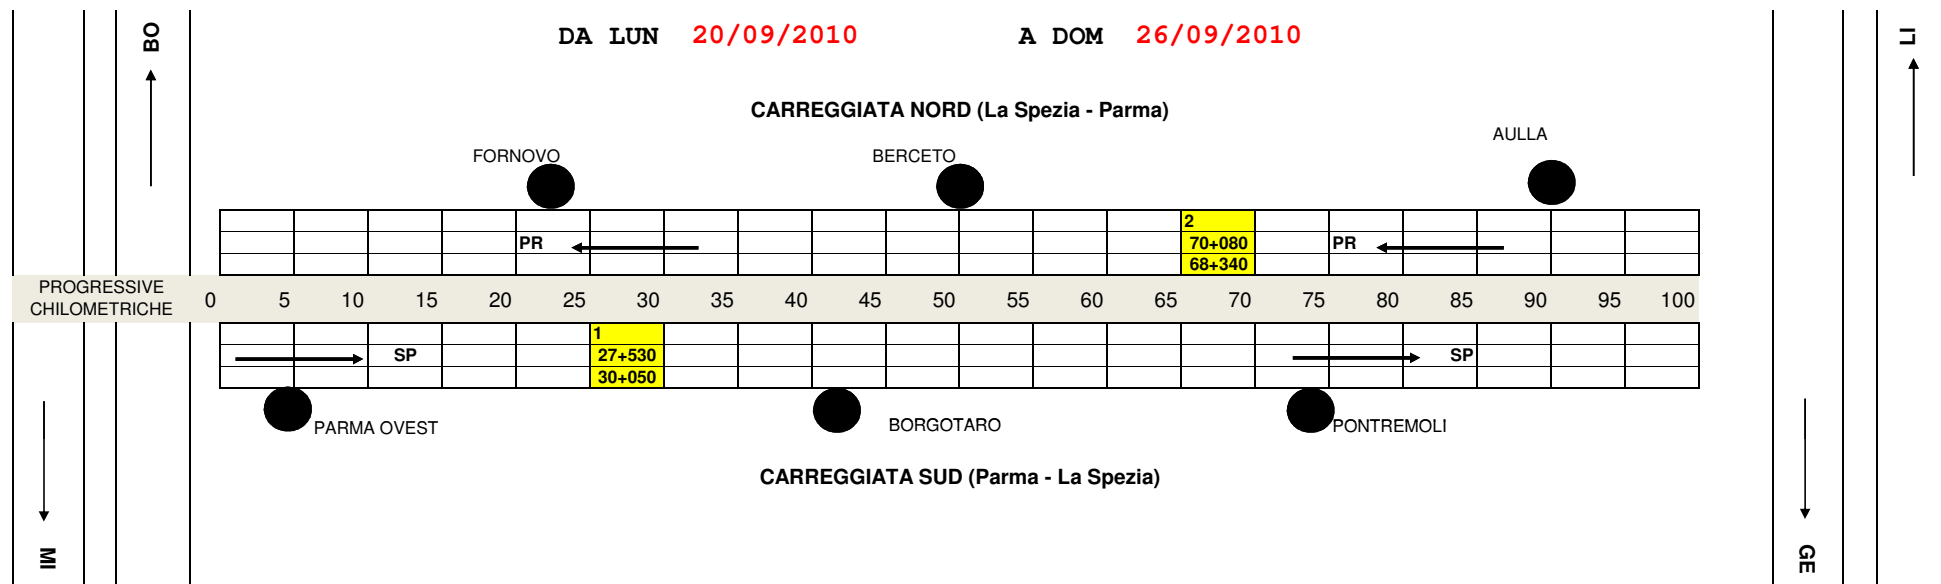 DA LUN 20/09/2010 A DOM 26/09/2010
BO
LI
CARREGGIATA NORD (La Spezia - Parma)
AULLA
FORNOVO
BERCETO
2
PR
70+080
PR
68+340
PROGRESSIVE
CHILOMETRICHE
0 5 10 15 20 25 30 35 40 45 50 55 60 65 70 75 80 85 90 95 100
1
SP
27+530
SP
30+050
PARMA OVEST
BORGOTARO
PONTREMOLI
CARREGGIATA SUD (Parma - La Spezia)
MI
GE